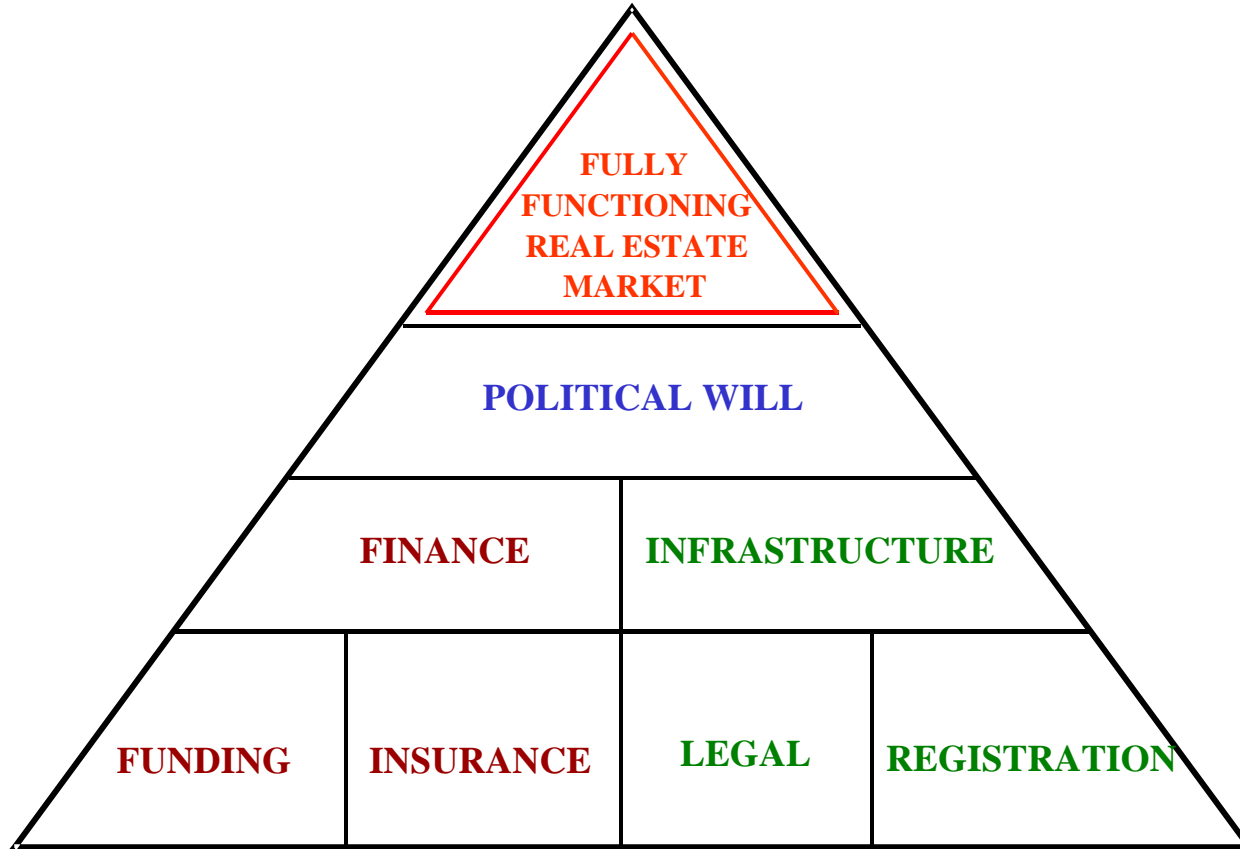 FULLY
FUNCTIONING
REAL ESTATE
MARKET
POLITICAL WILL
FINANCE INFRASTRUCTURE
FUNDING INSURANCE LEGAL REGISTRATION